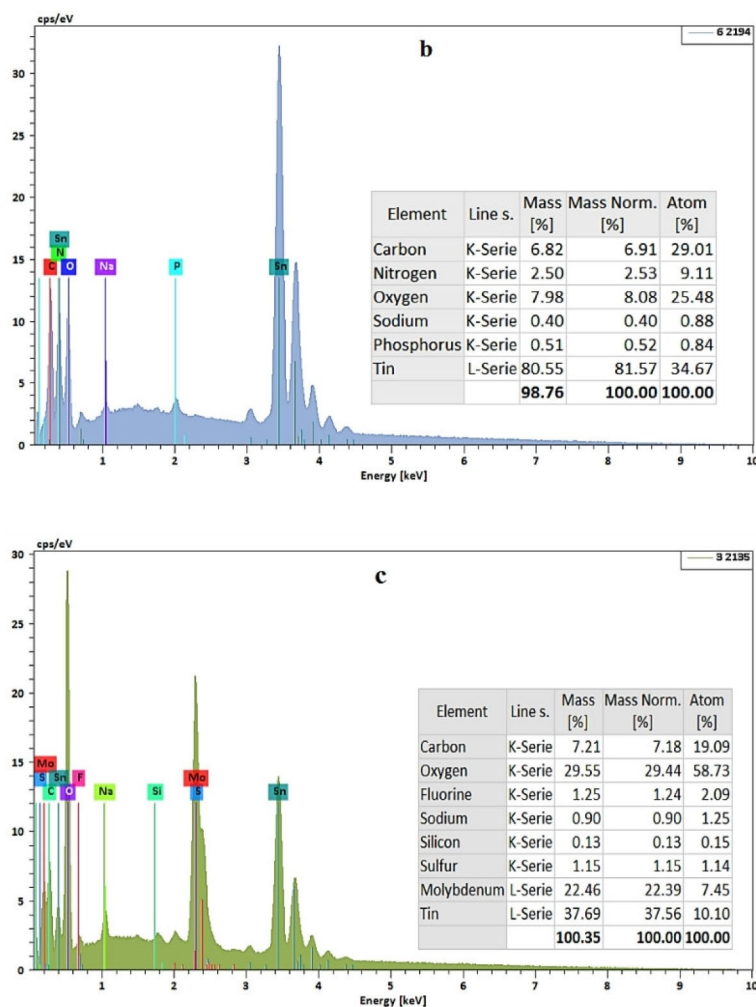 cps/eV
b
6 2194
30
25
20
15
10
5
0
Sn
N
C O Na P Sn
Element Line s. Mass [%] Mass Norm. [%] Atom [%]
Carbon K-Serie 6.82 6.91 29.01
Nitrogen K-Serie 2.50 2.53 9.11
Oxygen K-Serie 7.98 8.08 25.48
Sodium K-Serie 0.40 0.40 0.88
Phosphorus K-Serie 0.51 0.52 0.84
Tin L-Serie 80.55 81.57 34.67
98.76 100.00 100.00
1 2 3 4 5 6 7 8 9 10
Energy [keV]
cps/eV
c
3 2135
30
25
20
15
10
5
0
Mo Mo
S Sn F S
C O Na Si Sn
Element Line s. Mass [%] Mass Norm. [%] Atom [%]
Carbon K-Serie 7.21 7.18 19.09
Oxygen K-Serie 29.55 29.44 58.73
Fluorine K-Serie 1.25 1.24 2.09
Sodium K-Serie 0.90 0.90 1.25
Silicon K-Serie 0.13 0.13 0.15
Sulfur K-Serie 1.15 1.15 1.14
Molybdenum L-Serie 22.46 22.39 7.45
Tin L-Serie 37.69 37.56 10.10
100.35 100.00 100.00
1 2 3 4 5 6 7 8 9 10
Energy [keV]